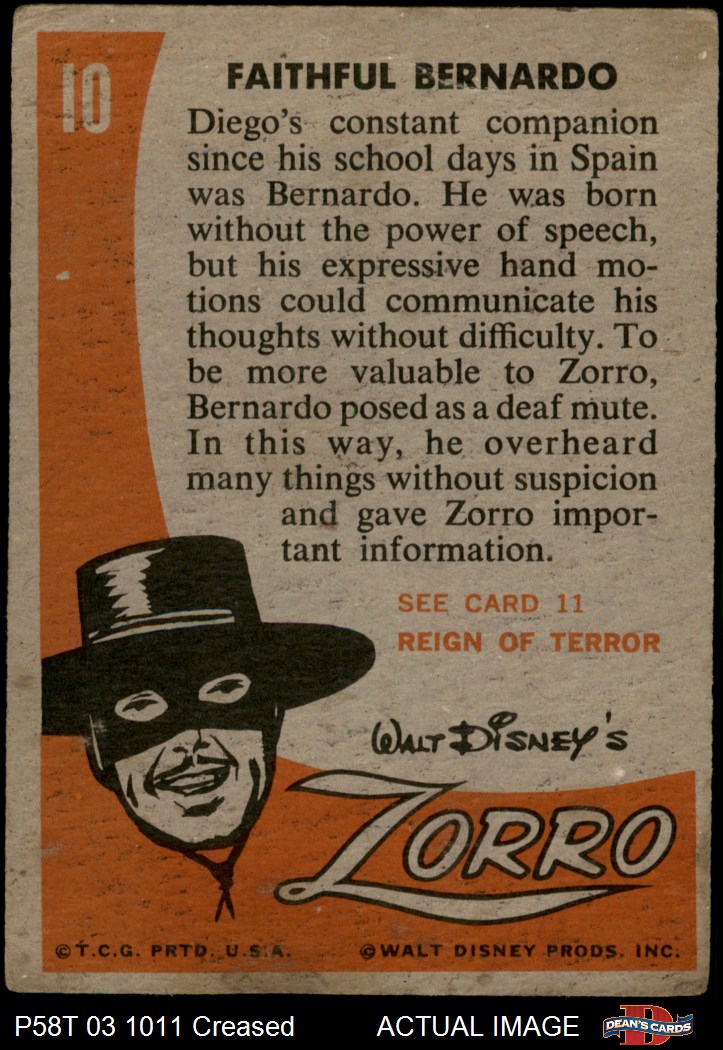 10
FAITHFUL BERNARDO
Diego's constant companion
since his school days in Spain
was Bernardo. He was born
without the power of speech,
but his expressive hand mo-
tions could communicate his
thoughts without difficulty. To
be more valuable to Zorro,
Bernardo posed as a deaf mute.
In this way, he overheard
many things without suspicion
and gave Zorro impor-
tant information.
SEE CARD 11
REIGN OF TERROR
WALT DISNEY'S
ZORRO
©T.C.G. PRTD. U.S.A. ©WALT DISNEY PRODS. INC.
P58T 03 1011 Creased ACTUAL IMAGE DEAN'S CARDS